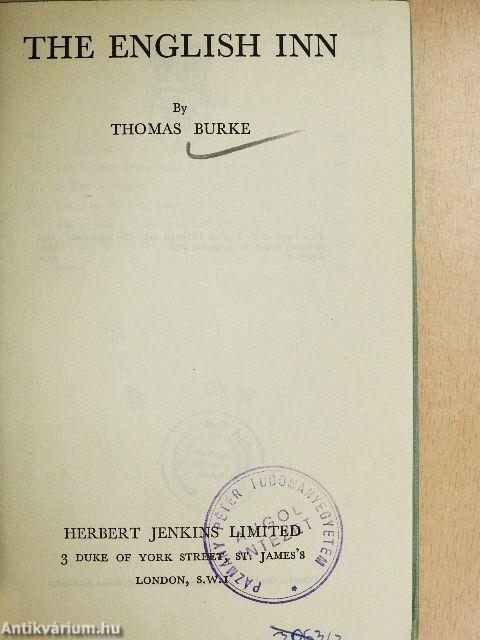 THE ENGLISH INN
By
THOMAS BURKE
HERBERT JENKINS LIMITED
3 DUKE OF YORK STREET, ST. JAMES'S
LONDON, S.W.1
PÁZMÁNY PÉTER TUDOMÁNYEGYETEM
ANGOL
INTÉZET
Antikvárium.hu